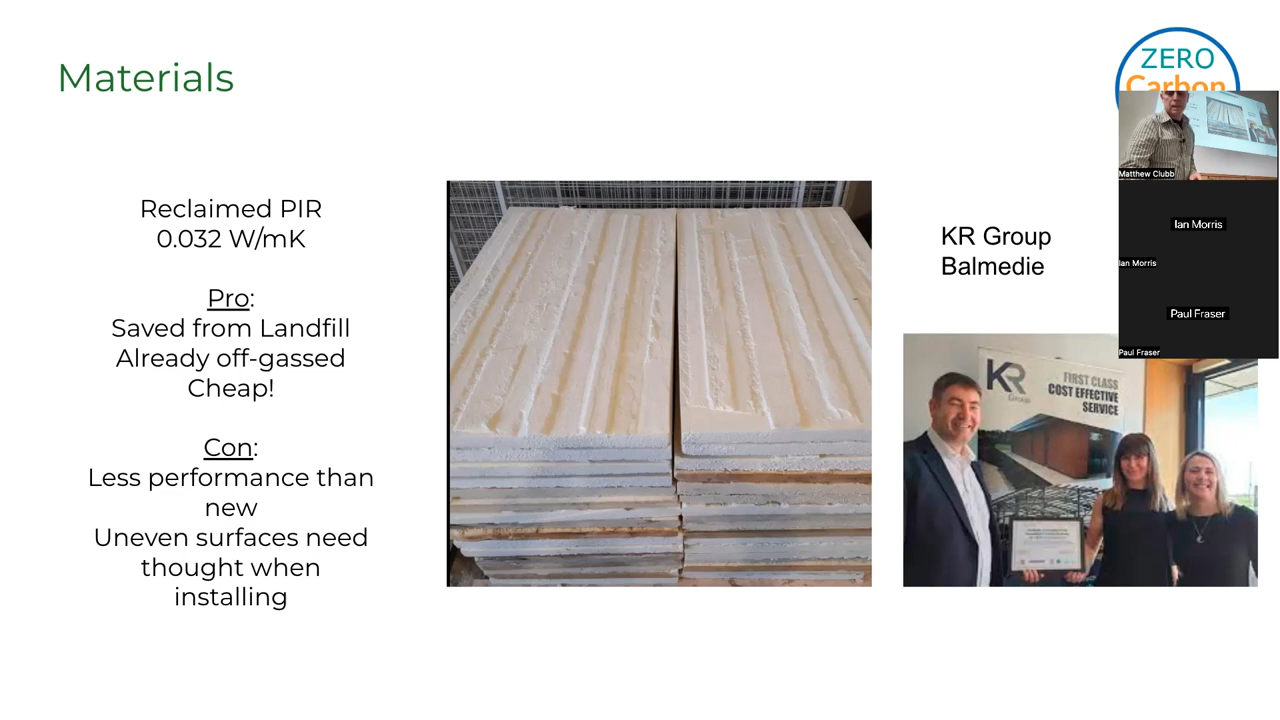 Materials
ZERO
Carbon
Matthew Clubb
Ian Morris
Ian Morris
Paul Fraser
Paul Fraser
Reclaimed PIR
0.032 W/mK
Pro:
Saved from Landfill
Already off-gassed
Cheap!
Con:
Less performance than
new
Uneven surfaces need
thought when
installing
KR Group
Balmedie
KR
Group
FIRST CLASS
COST EFFECTIVE
SERVICE